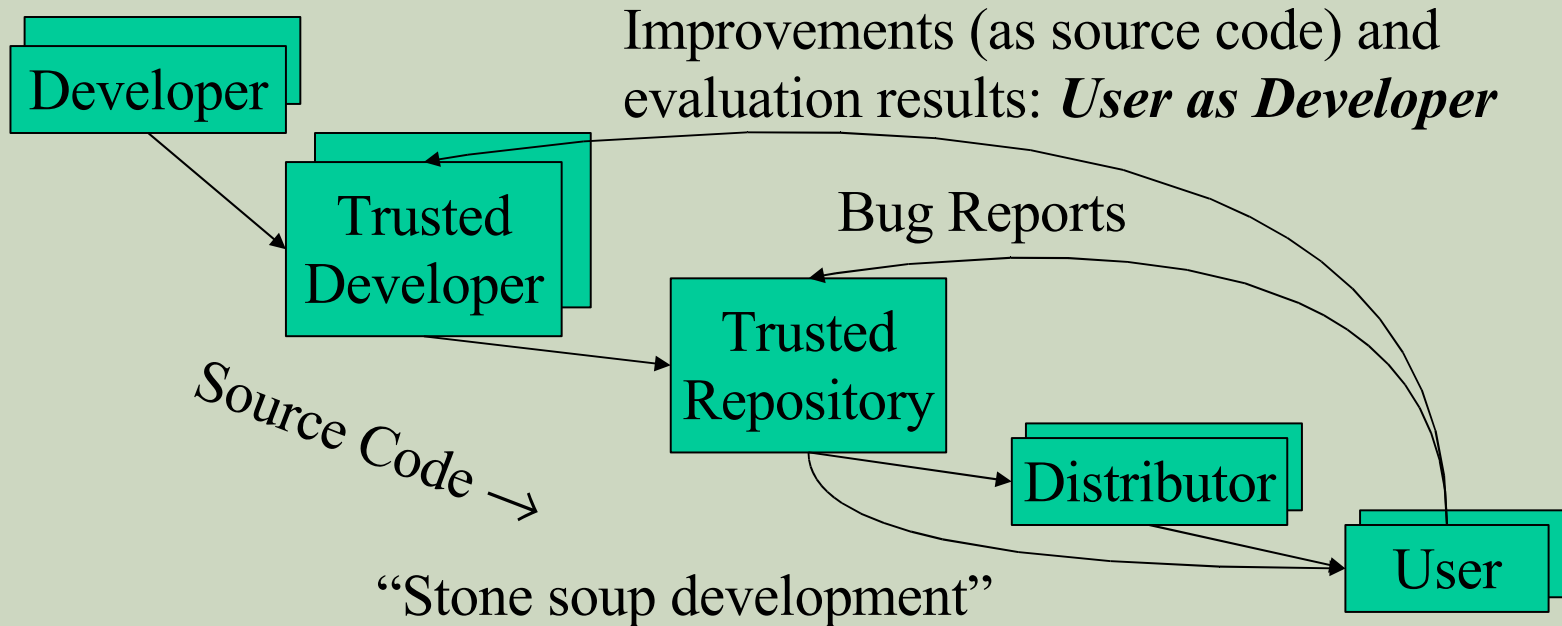 Improvements (as source code) and
evaluation results: User as Developer
Developer
Trusted
Developer
Bug Reports
Trusted
Repository
Source Code →
Distributor
User
“Stone soup development”